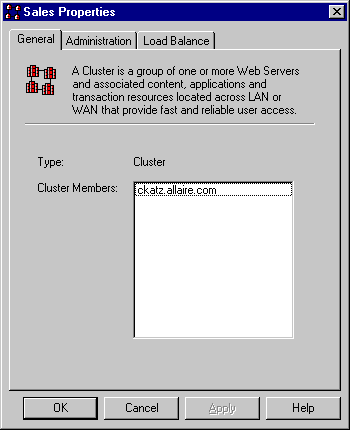 Sales Properties
General
Administration
Load Balance
A Cluster is a group of one or more Web Servers
and associated content, applications and
transaction resources located across LAN or
WAN that provide fast and reliable user access.
Type:
Cluster
Cluster Members:
ckatz.allaire.com
OK
Cancel
Apply
Help